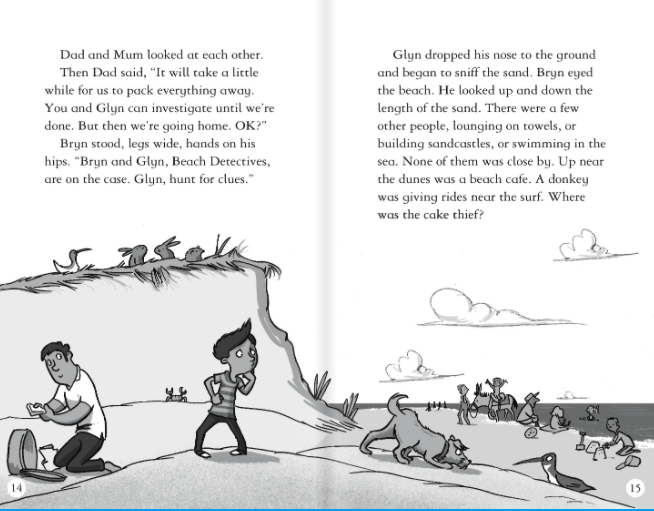 Dad and Mum looked at each other.
Then Dad said, “It will take a little
while for us to pack everything away.
You and Glyn can investigate until we’re
done. But then we’re going home. OK?”
Bryn stood, legs wide, hands on his
hips. “Bryn and Glyn, Beach Detectives,
are on the case. Glyn, hunt for clues.”
14
Glyn dropped his nose to the ground
and began to sniff the sand. Bryn eyed
the beach. He looked up and down the
length of the sand. There were a few
other people, lounging on towels, or
building sandcastles, or swimming in the
sea. None of them was close by. Up near
the dunes was a beach cafe. A donkey
was giving rides near the surf. Where
was the cake thief?
15